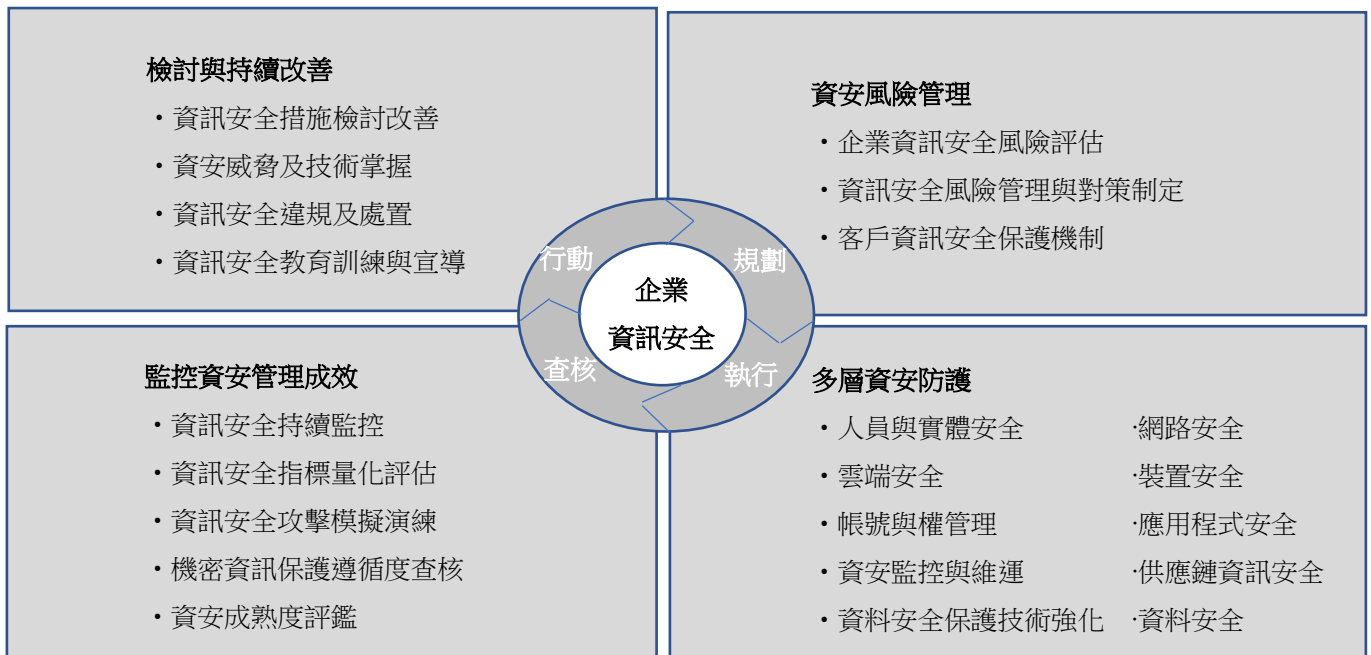 檢討與持續改善
・資訊安全措施檢討改善
・資安威脅及技術掌握
・資訊安全違規及處置
・資訊安全教育訓練與宣導
資安風險管理
・企業資訊安全風險評估
・資訊安全風險管理與對策制定
・客戶資訊安全保護機制
行動
規劃
企業
資訊安全
查核
執行
監控資安管理成效
・資訊安全持續監控
・資訊安全指標量化評估
・資訊安全攻擊模擬演練
・機密資訊保護遵循度查核
・資安成熟度評鑑
多層資安防護
・人員與實體安全 ·網路安全
・雲端安全 ·裝置安全
・帳號與權管理 ·應用程式安全
・資安監控與維運 ·供應鏈資訊安全
・資料安全保護技術強化 ·資料安全